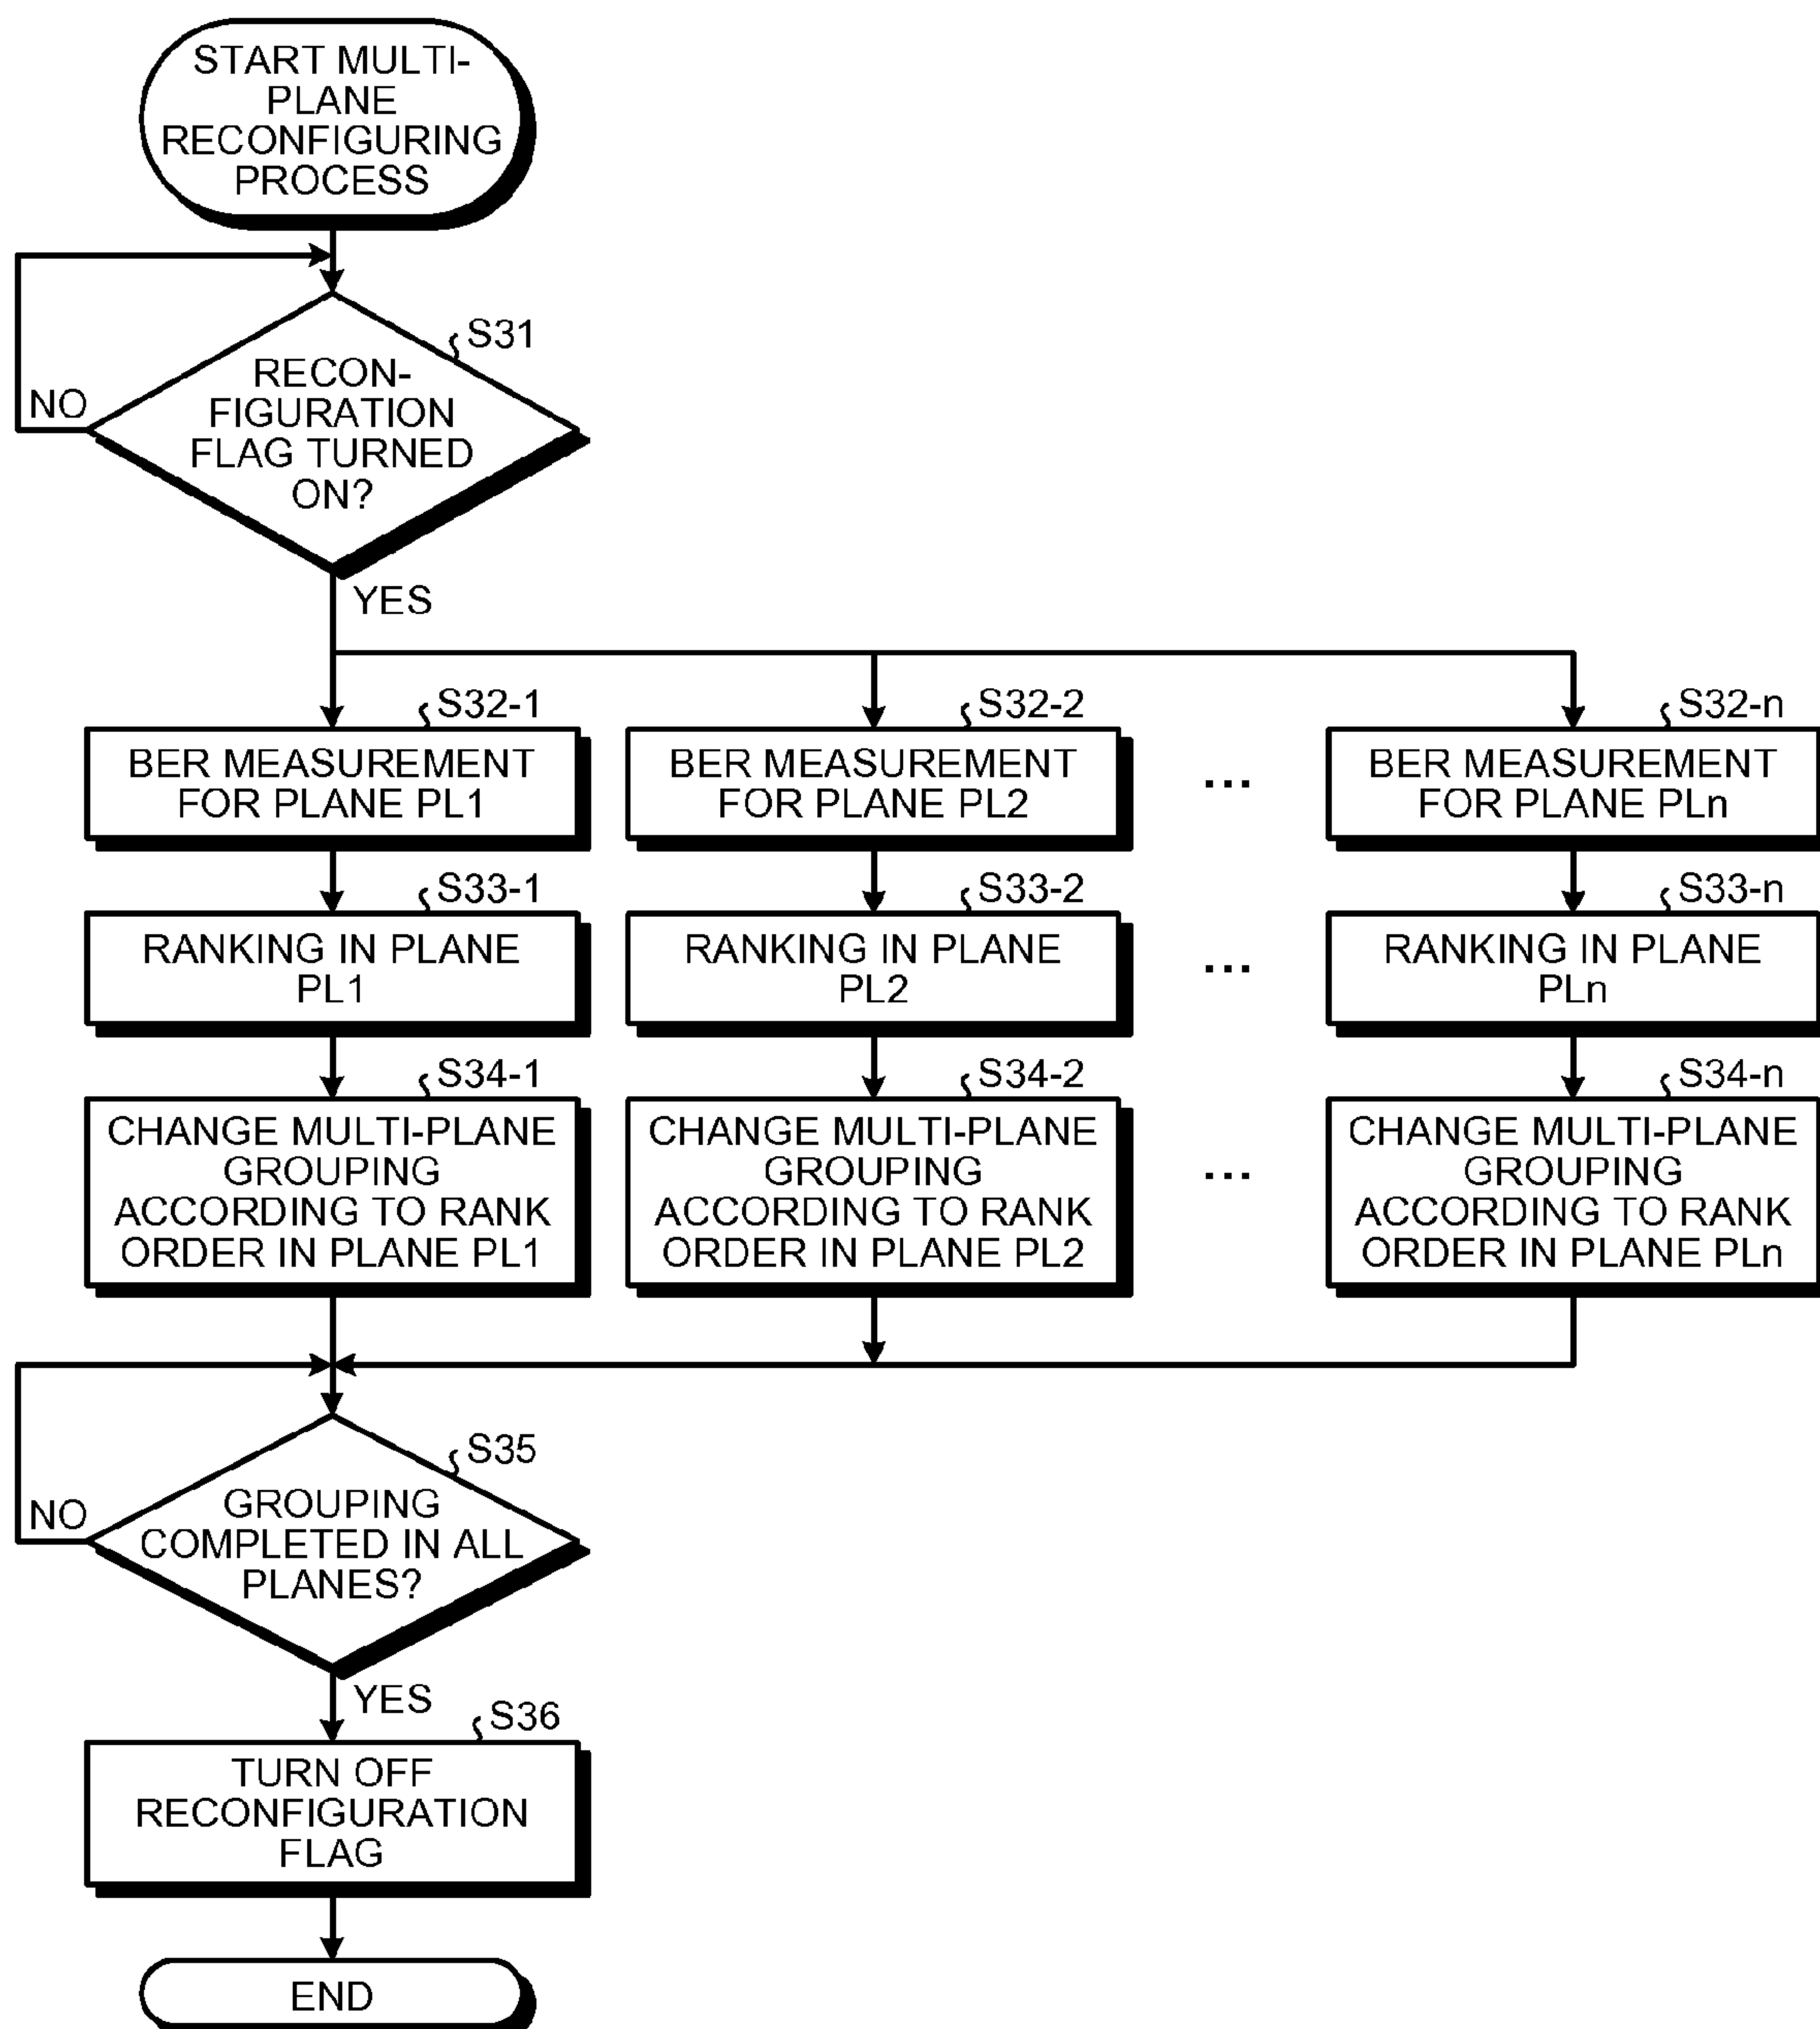 START MULTI-
PLANE
RECONFIGURING
PROCESS
S31
RECON-
FIGURATION
FLAG TURNED
ON?
NO
YES
S32-1
BER MEASUREMENT
FOR PLANE PL1
S32-2
BER MEASUREMENT
FOR PLANE PL2
...
S32-n
BER MEASUREMENT
FOR PLANE PLn
S33-1
RANKING IN PLANE
PL1
S33-2
RANKING IN PLANE
PL2
...
S33-n
RANKING IN PLANE
PLn
S34-1
CHANGE MULTI-PLANE
GROUPING
ACCORDING TO RANK
ORDER IN PLANE PL1
S34-2
CHANGE MULTI-PLANE
GROUPING
ACCORDING TO RANK
ORDER IN PLANE PL2
...
S34-n
CHANGE MULTI-PLANE
GROUPING
ACCORDING TO RANK
ORDER IN PLANE PLn
S35
GROUPING
COMPLETED IN ALL
PLANES?
NO
YES
S36
TURN OFF
RECONFIGURATION
FLAG
END